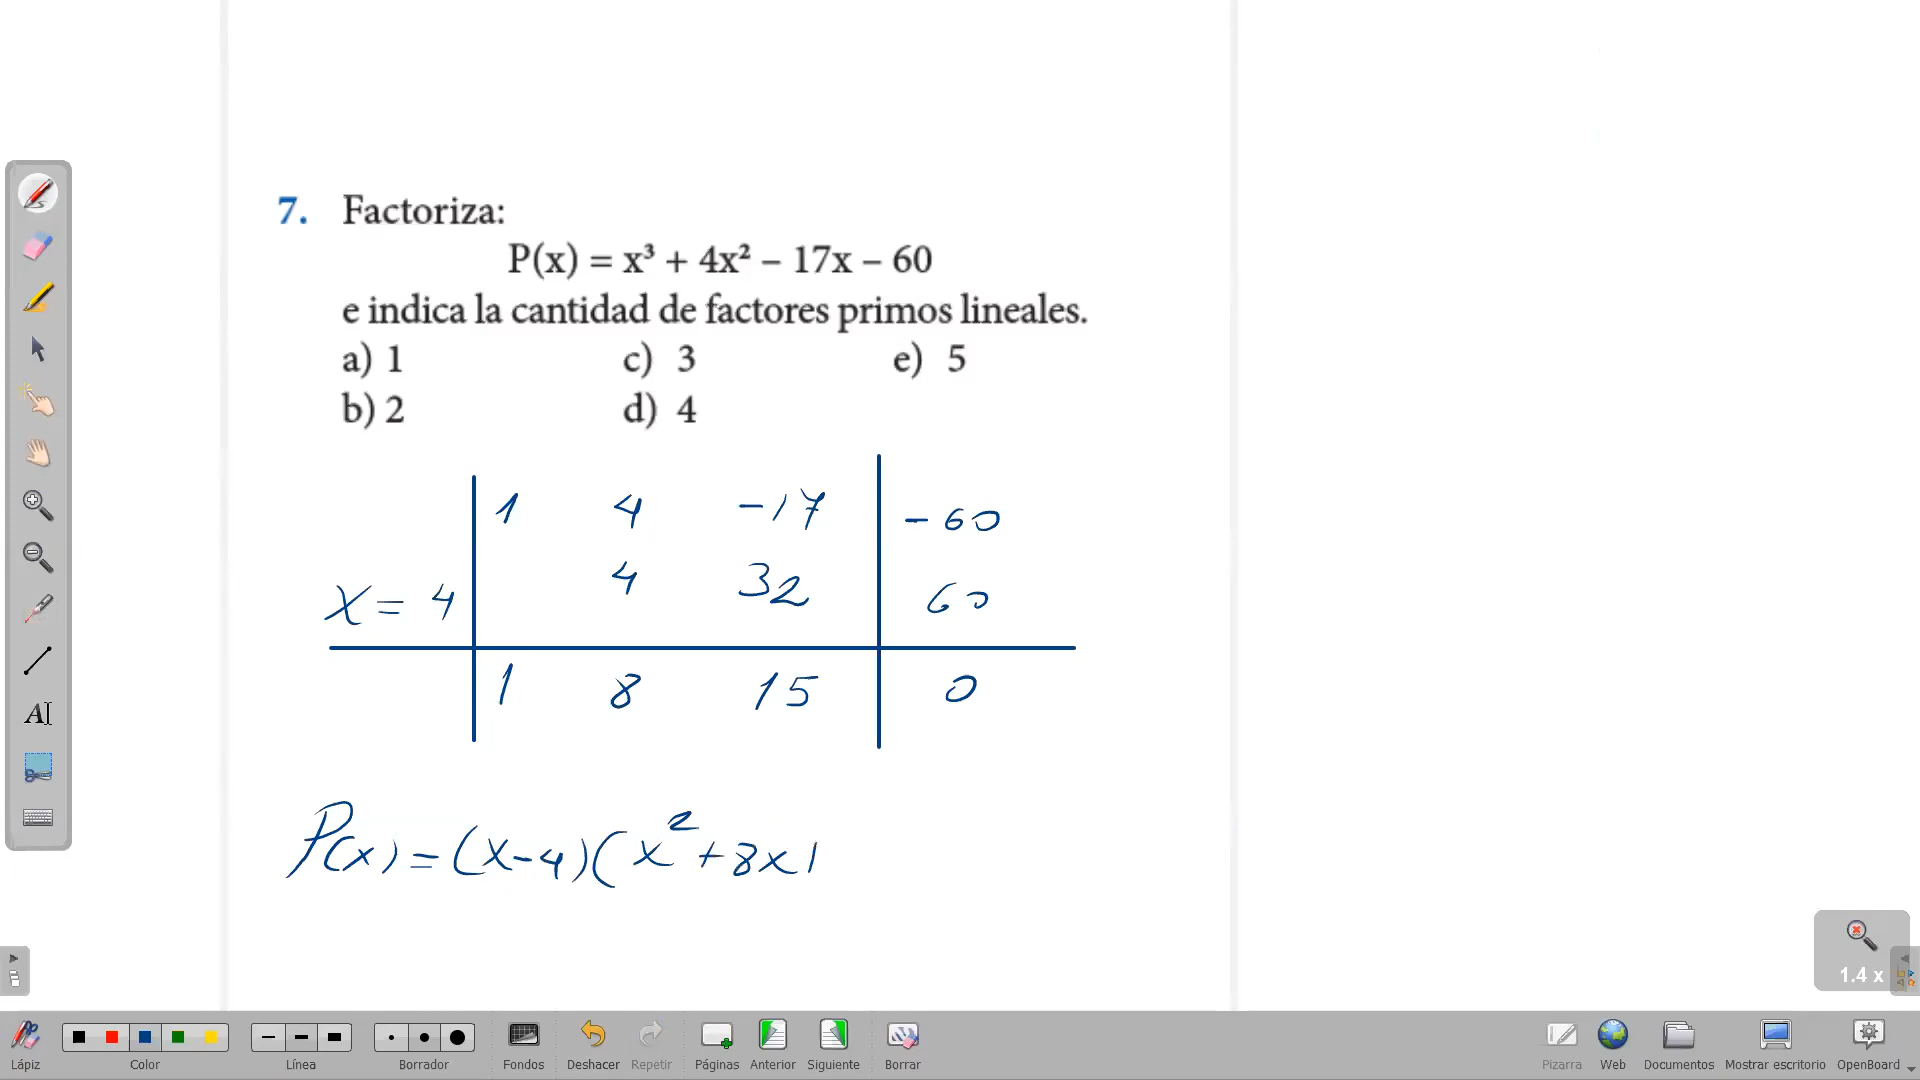 7. Factoriza:
P(x) = x³ + 4x² – 17x – 60
e indica la cantidad de factores primos lineales.
a) 1 c) 3 e) 5
b) 2 d) 4
1 4 -17 -60
x = 4 4 32 60
1 8 15 0
P(x) = (x-4)(x² + 8x
1.4 x
Lápiz Color Línea Borrador Fondos Deshacer Repetir Páginas Anterior Siguiente Borrar Pizarra Web Documentos Mostrar escritorio OpenBoard